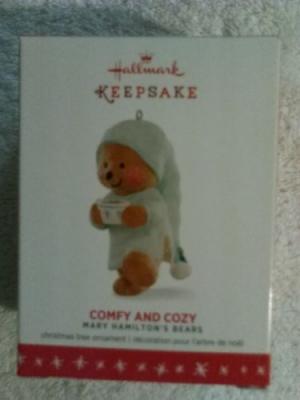 Hallmark
KEEPSAKE
COMFY AND COZY
MARY HAMILTON'S BEARS
christmas tree ornament | décoration pour l'arbre de noël